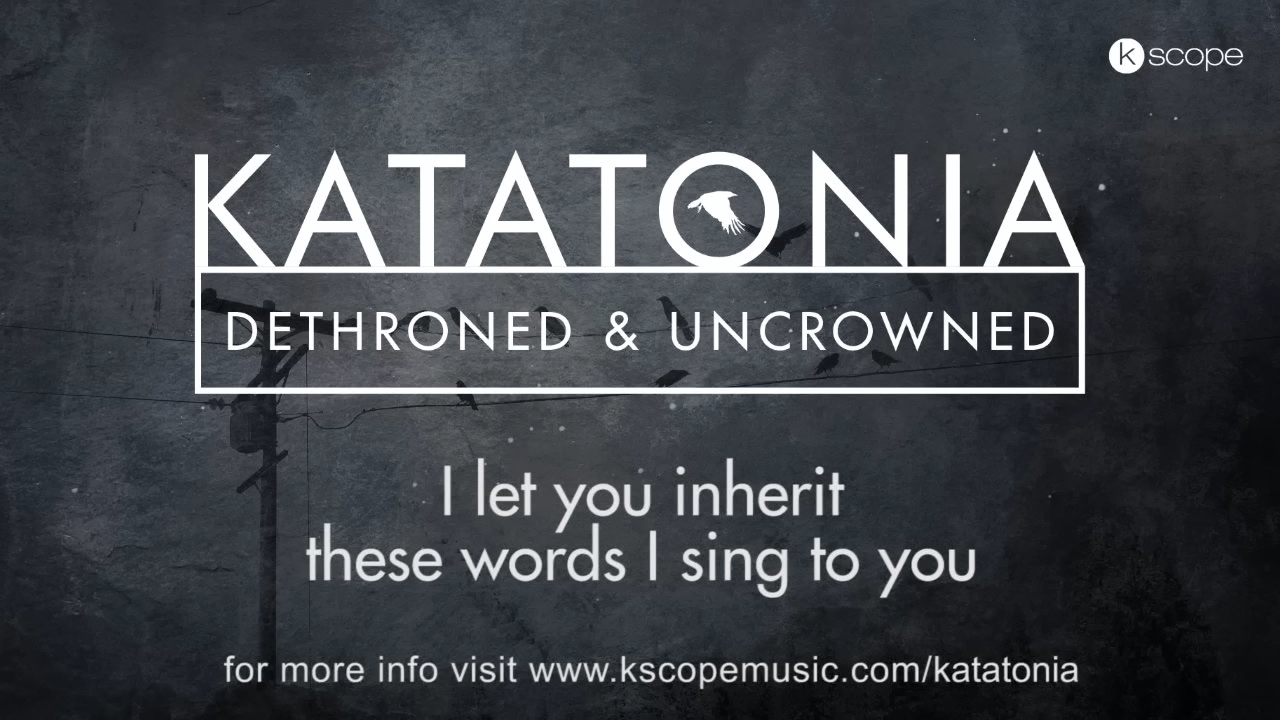 k scope
KATATONIA
DETHRONED & UNCROWNED
I let you inherit
these words I sing to you
for more info visit www.kscopemusic.com/katatonia